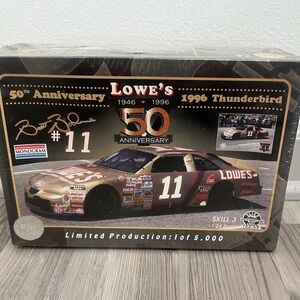 LOWE'S
50TH Anniversary
1946 • 1996
1996 Thunderbird
50
ANNIVERSARY
#11
MONOGRAM
LOWE'S
11
SKILL 3
Limited Production: 1 of 5,000